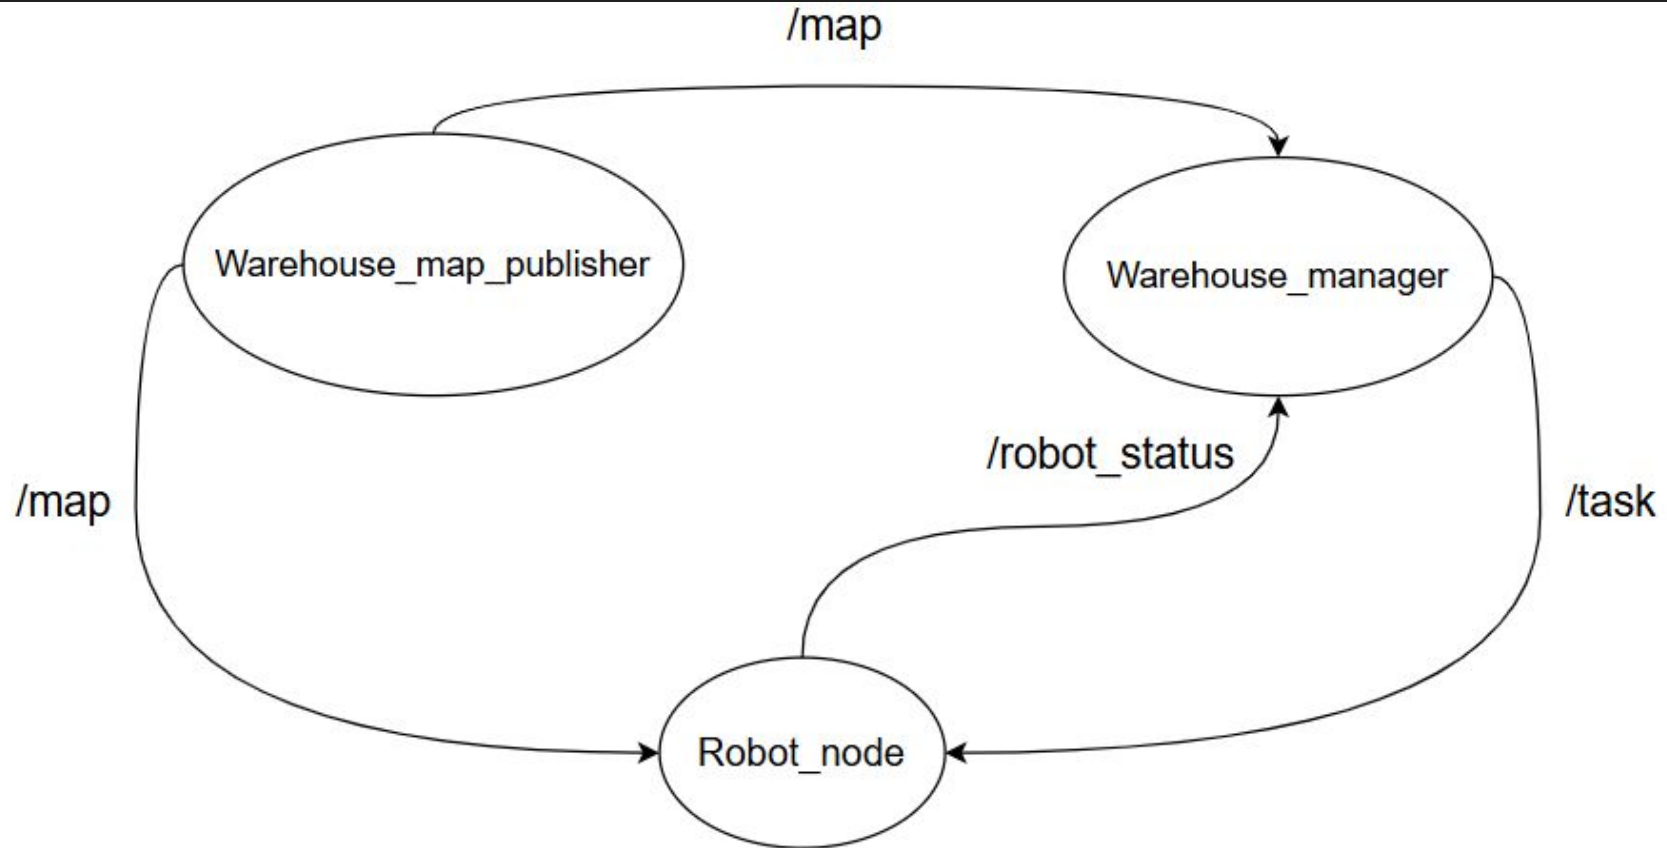 /map
Warehouse_map_publisher
Warehouse_manager
/robot_status
/map
/task
Robot_node